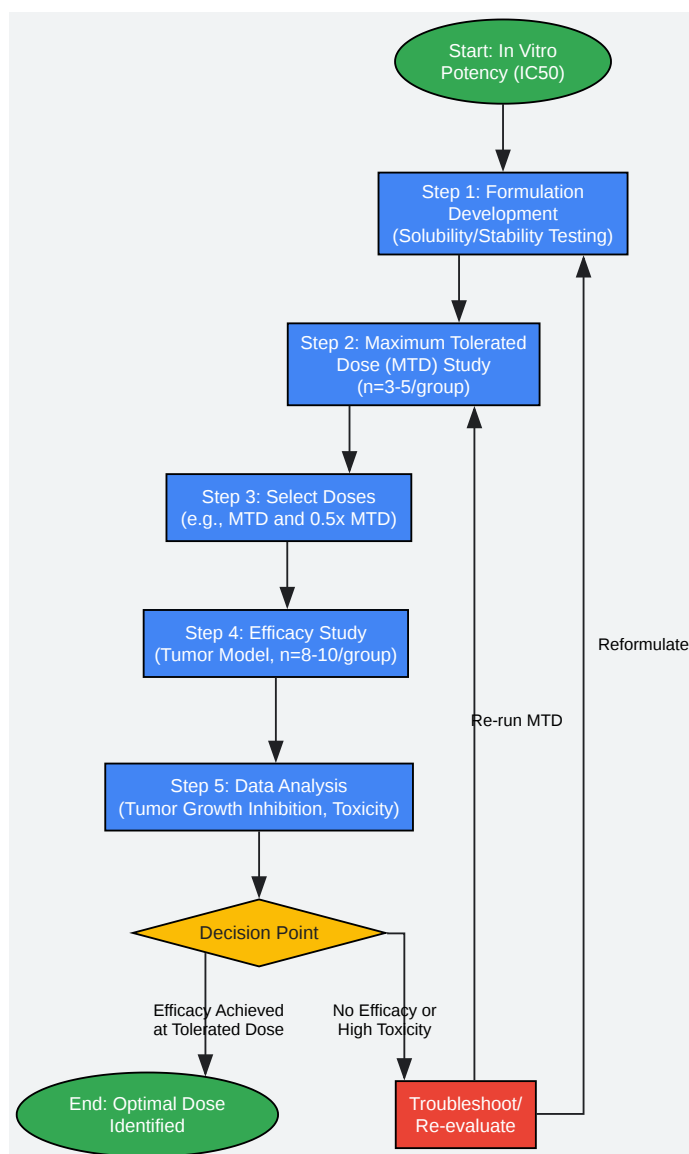 Start: In Vitro
Potency (IC50)
Step 1: Formulation
Development
(Solubility/Stability Testing)
Step 2: Maximum Tolerated
Dose (MTD) Study
(n=3-5/group)
Step 3: Select Doses
(e.g., MTD and 0.5x MTD)
Step 4: Efficacy Study
(Tumor Model, n=8-10/group)
Reformulate
Re-run MTD
Step 5: Data Analysis
(Tumor Growth Inhibition, Toxicity)
Decision Point
Efficacy Achieved
at Tolerated Dose
No Efficacy or
High Toxicity
End: Optimal Dose
Identified
Troubleshoot/
Re-evaluate